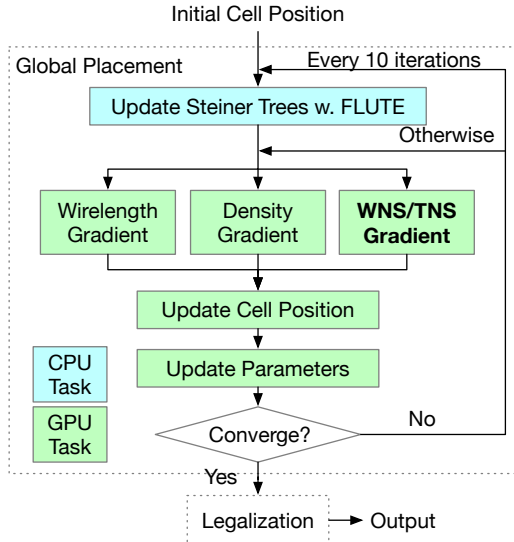 Initial Cell Position
Global Placement
Every 10 iterations
Update Steiner Trees w. FLUTE
Otherwise
Wirelength
Gradient
Density
Gradient
WNS/TNS
Gradient
Update Cell Position
Update Parameters
CPU
Task
GPU
Task
Converge?
No
Yes
Legalization
Output